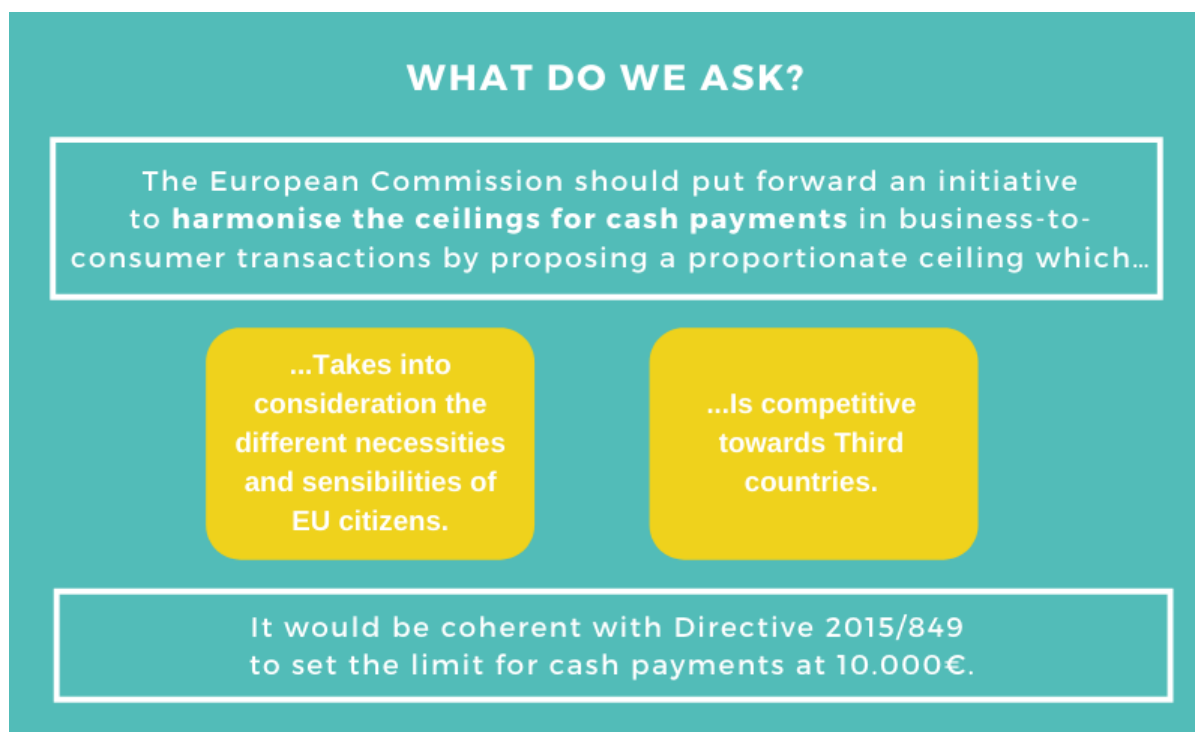 WHAT DO WE ASK?
The European Commission should put forward an initiative
to harmonise the ceilings for cash payments in business-to-
consumer transactions by proposing a proportionate ceiling which...
...Takes into
consideration the
different necessities
and sensibilities of
EU citizens.
...Is competitive
towards Third
countries.
It would be coherent with Directive 2015/849
to set the limit for cash payments at 10.000€.